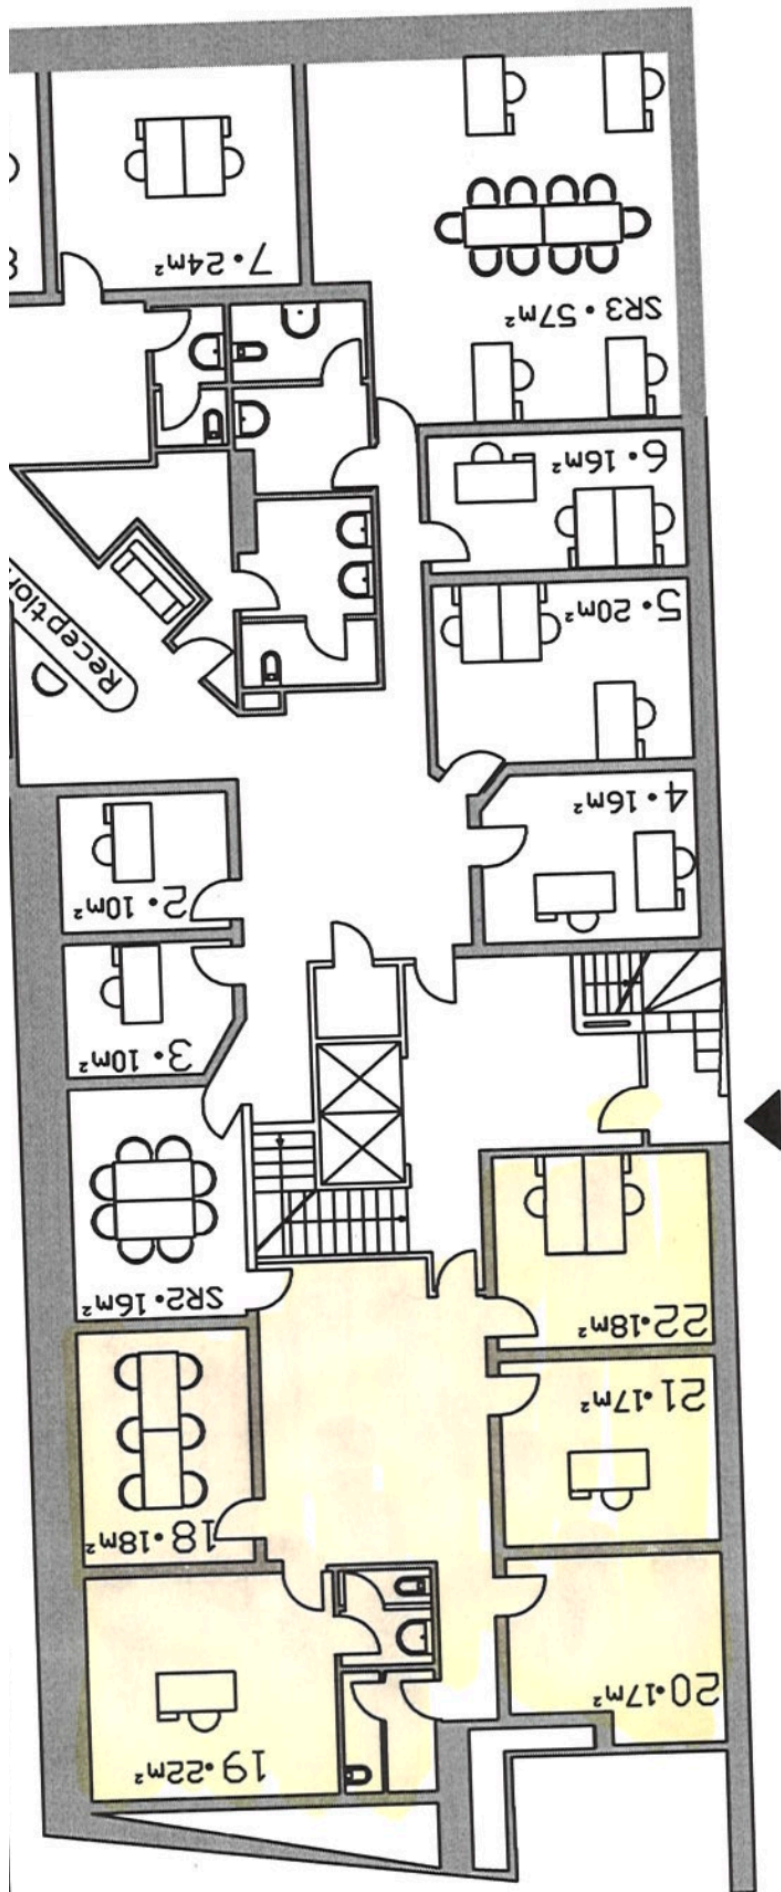 19 • 22m²
20 • 17m²
18 • 18m²
21 • 17m²
22 • 18m²
SR2 • 16m²
3 • 10m²
2 • 10m²
4 • 16m²
Reception
5 • 20m²
6 • 16m²
SR3 • 57m²
7 • 24m²